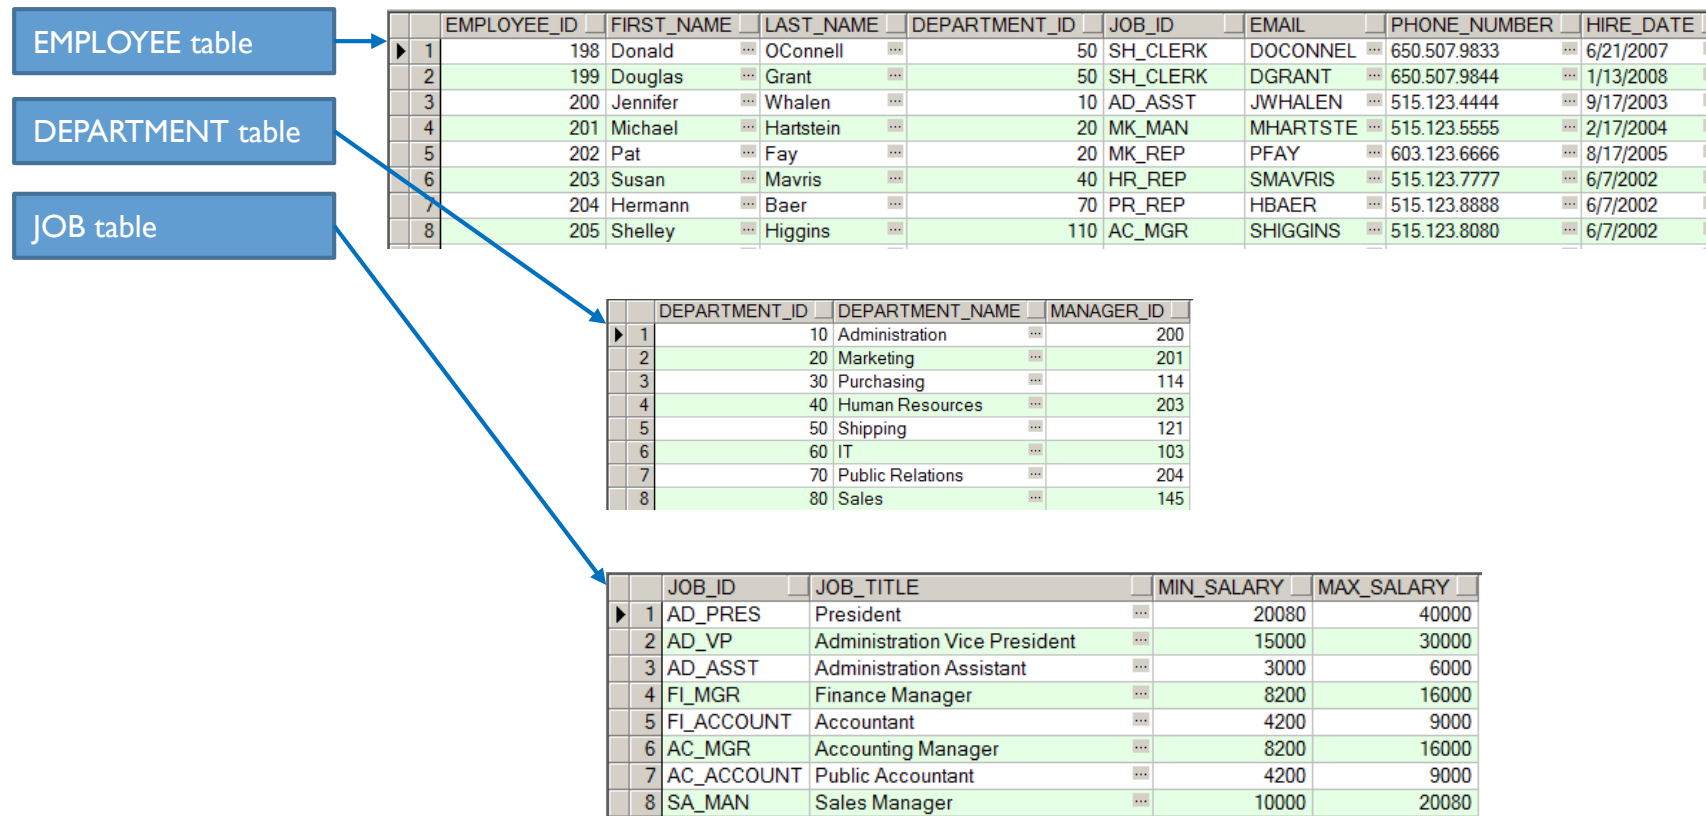 EMPLOYEE table
DEPARTMENT table
JOB table
EMPLOYEE_ID FIRST_NAME LAST_NAME DEPARTMENT_ID JOB_ID EMAIL PHONE_NUMBER HIRE_DATE
1 198 Donald ... OConnell ... 50 SH_CLERK DOCONNEL ... 650.507.9833 ... 6/21/2007
2 199 Douglas ... Grant ... 50 SH_CLERK DGRANT ... 650.507.9844 ... 1/13/2008
3 200 Jennifer ... Whalen ... 10 AD_ASST JWHALEN ... 515.123.4444 ... 9/17/2003
4 201 Michael ... Hartstein ... 20 MK_MAN MHARTSTE ... 515.123.5555 ... 2/17/2004
5 202 Pat ... Fay ... 20 MK_REP PFAY ... 603.123.6666 ... 8/17/2005
6 203 Susan ... Mavris ... 40 HR_REP SMAVRIS ... 515.123.7777 ... 6/7/2002
7 204 Hermann ... Baer ... 70 PR_REP HBAER ... 515.123.8888 ... 6/7/2002
8 205 Shelley ... Higgins ... 110 AC_MGR SHIGGINS ... 515.123.8080 ... 6/7/2002
DEPARTMENT_ID DEPARTMENT_NAME MANAGER_ID
1 10 Administration ... 200
2 20 Marketing ... 201
3 30 Purchasing ... 114
4 40 Human Resources ... 203
5 50 Shipping ... 121
6 60 IT ... 103
7 70 Public Relations ... 204
8 80 Sales ... 145
JOB_ID JOB_TITLE MIN_SALARY MAX_SALARY
1 AD_PRES President ... 20080 40000
2 AD_VP Administration Vice President ... 15000 30000
3 AD_ASST Administration Assistant ... 3000 6000
4 FI_MGR Finance Manager ... 8200 16000
5 FI_ACCOUNT Accountant ... 4200 9000
6 AC_MGR Accounting Manager ... 8200 16000
7 AC_ACCOUNT Public Accountant ... 4200 9000
8 SA_MAN Sales Manager ... 10000 20080